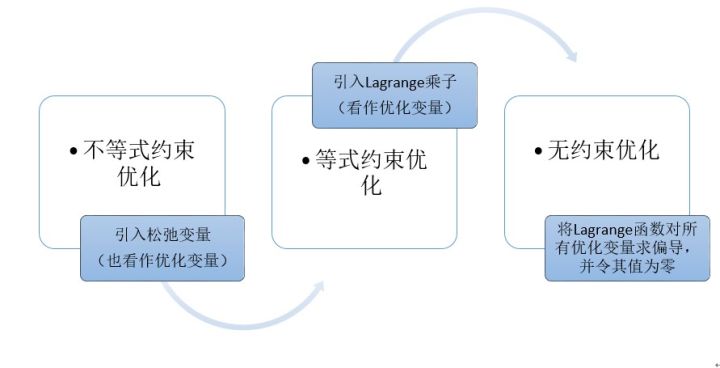 • 不等式约束
优化
引入松弛变量
（也看作优化变量）
引入Lagrange乘子
（看作优化变量）
• 等式约束优
化
• 无约束优化
将Lagrange函数对所
有优化变量求偏导，
并令其值为零